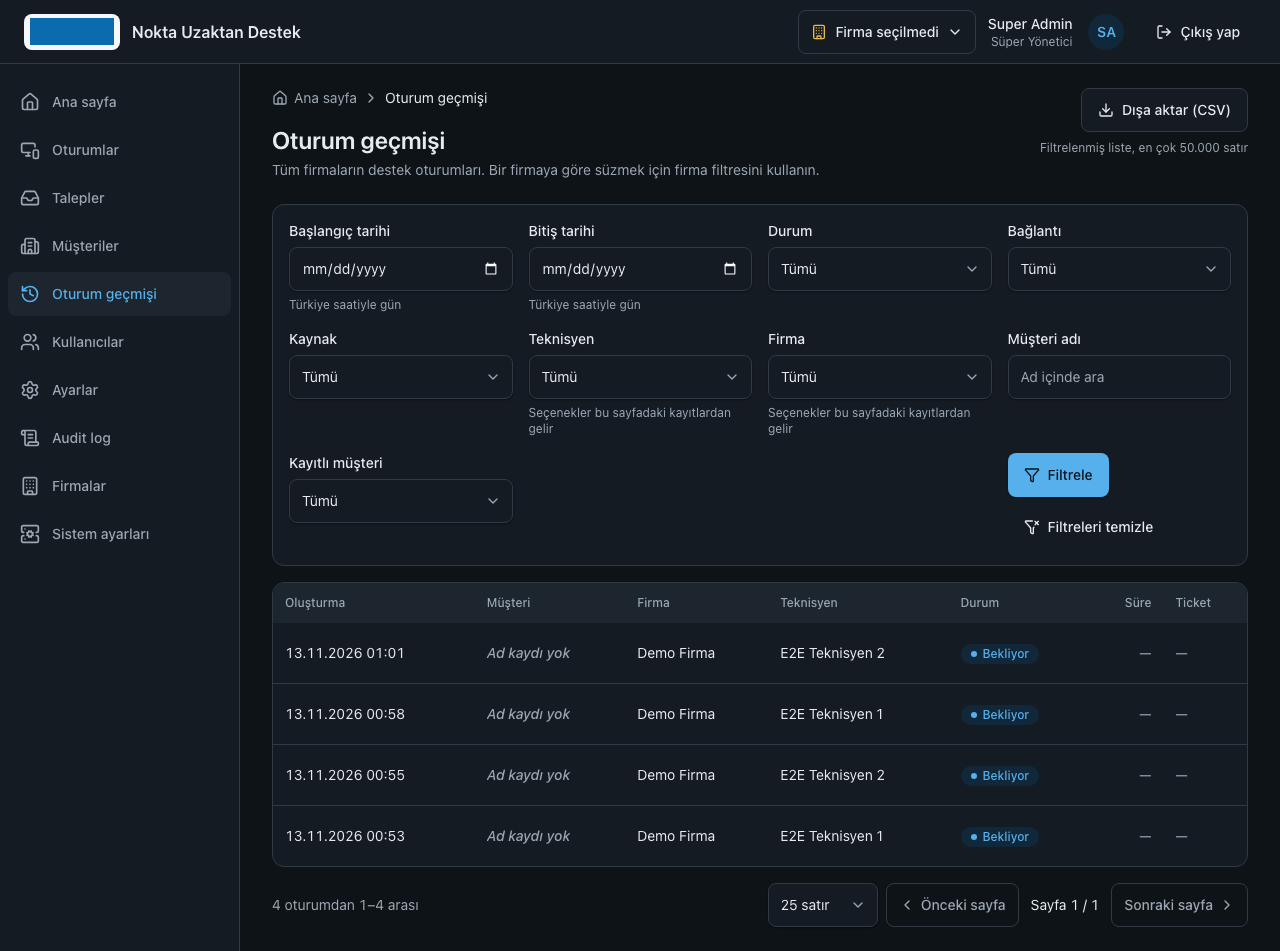 Nokta Uzaktan Destek
Firma seçilmedi
Super Admin
Süper Yönetici
SA
Çıkış yap
Ana sayfa
Oturumlar
Talepler
Müşteriler
Oturum geçmişi
Kullanıcılar
Ayarlar
Audit log
Firmalar
Sistem ayarları
Ana sayfa > Oturum geçmişi
Oturum geçmişi
Tüm firmaların destek oturumları. Bir firmaya göre süzmek için firma filtresini kullanın.
Dışa aktar (CSV)
Filtrelenmiş liste, en çok 50.000 satır
Başlangıç tarihi
mm/dd/yyyy
Türkiye saatiyle gün
Bitiş tarihi
mm/dd/yyyy
Türkiye saatiyle gün
Durum
Tümü
Bağlantı
Tümü
Kaynak
Tümü
Teknisyen
Tümü
Seçenekler bu sayfadaki kayıtlardan
gelir
Firma
Tümü
Seçenekler bu sayfadaki kayıtlardan
gelir
Müşteri adı
Ad içinde ara
Kayıtlı müşteri
Tümü
Filtrele
Filtreleri temizle
Oluşturma Müşteri Firma Teknisyen Durum Süre Ticket
13.11.2026 01:01 Ad kaydı yok Demo Firma E2E Teknisyen 2 Bekliyor — —
13.11.2026 00:58 Ad kaydı yok Demo Firma E2E Teknisyen 1 Bekliyor — —
13.11.2026 00:55 Ad kaydı yok Demo Firma E2E Teknisyen 2 Bekliyor — —
13.11.2026 00:53 Ad kaydı yok Demo Firma E2E Teknisyen 1 Bekliyor — —
4 oturumdan 1–4 arası
25 satır
Önceki sayfa
Sayfa 1 / 1
Sonraki sayfa